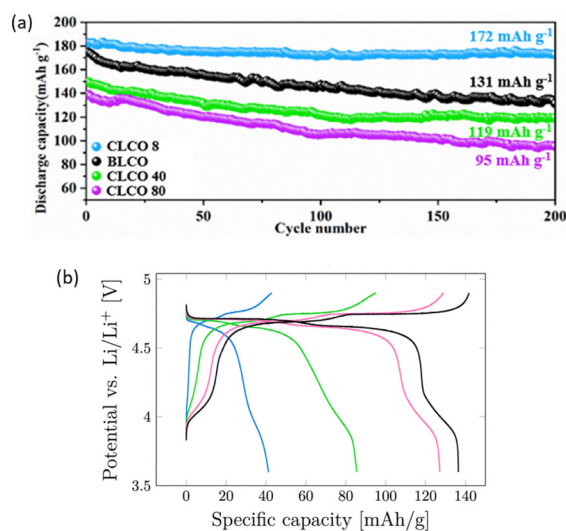 (a)
200
180
160
140
120
100
80
60
Discharge capacity(mAh g⁻¹)
172 mAh g⁻¹
131 mAh g⁻¹
119 mAh g⁻¹
95 mAh g⁻¹
CLCO 8
BLCO
CLCO 40
CLCO 80
0 50 100 150 200
Cycle number
(b)
5
4.5
4
3.5
Potential vs. Li/Li⁺ [V]
0 20 40 60 80 100 120 140
Specific capacity [mAh/g]